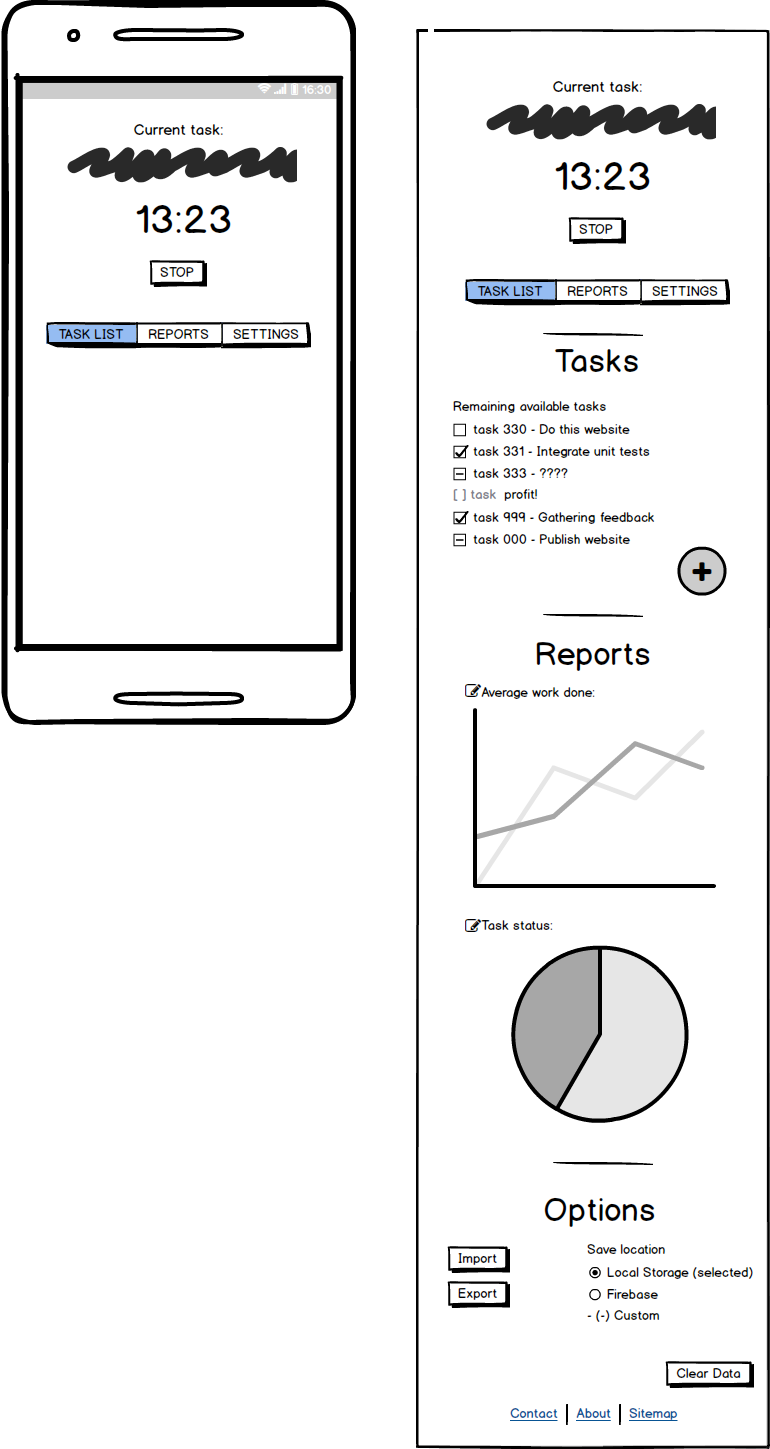 16:30
Current task:
13:23
STOP
TASK LIST REPORTS SETTINGS
Current task:
13:23
STOP
TASK LIST REPORTS SETTINGS
Tasks
Remaining available tasks
task 330 - Do this website
task 331 - Integrate unit tests
task 333 - ????
[ ] task profit!
task 999 - Gathering feedback
task 000 - Publish website
+
Reports
Average work done:
Task status:
Options
Import
Export
Save location
Local Storage (selected)
Firebase
- (-) Custom
Clear Data
Contact | About | Sitemap